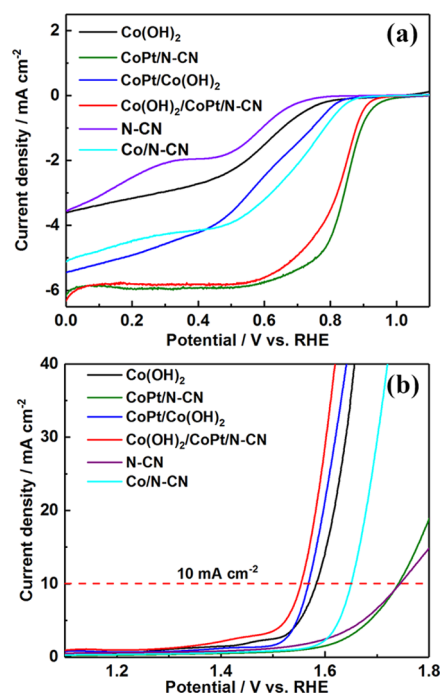 (a)
Co(OH)₂
CoPt/N-CN
CoPt/Co(OH)₂
Co(OH)₂/CoPt/N-CN
N-CN
Co/N-CN
Current density / mA cm⁻²
0
-2
-4
-6
0.0 0.2 0.4 0.6 0.8 1.0
Potential / V vs. RHE
(b)
Co(OH)₂
CoPt/N-CN
CoPt/Co(OH)₂
Co(OH)₂/CoPt/N-CN
N-CN
Co/N-CN
10 mA cm⁻²
Current density / mA cm⁻²
40
30
20
10
0
1.2 1.4 1.6 1.8
Potential / V vs. RHE